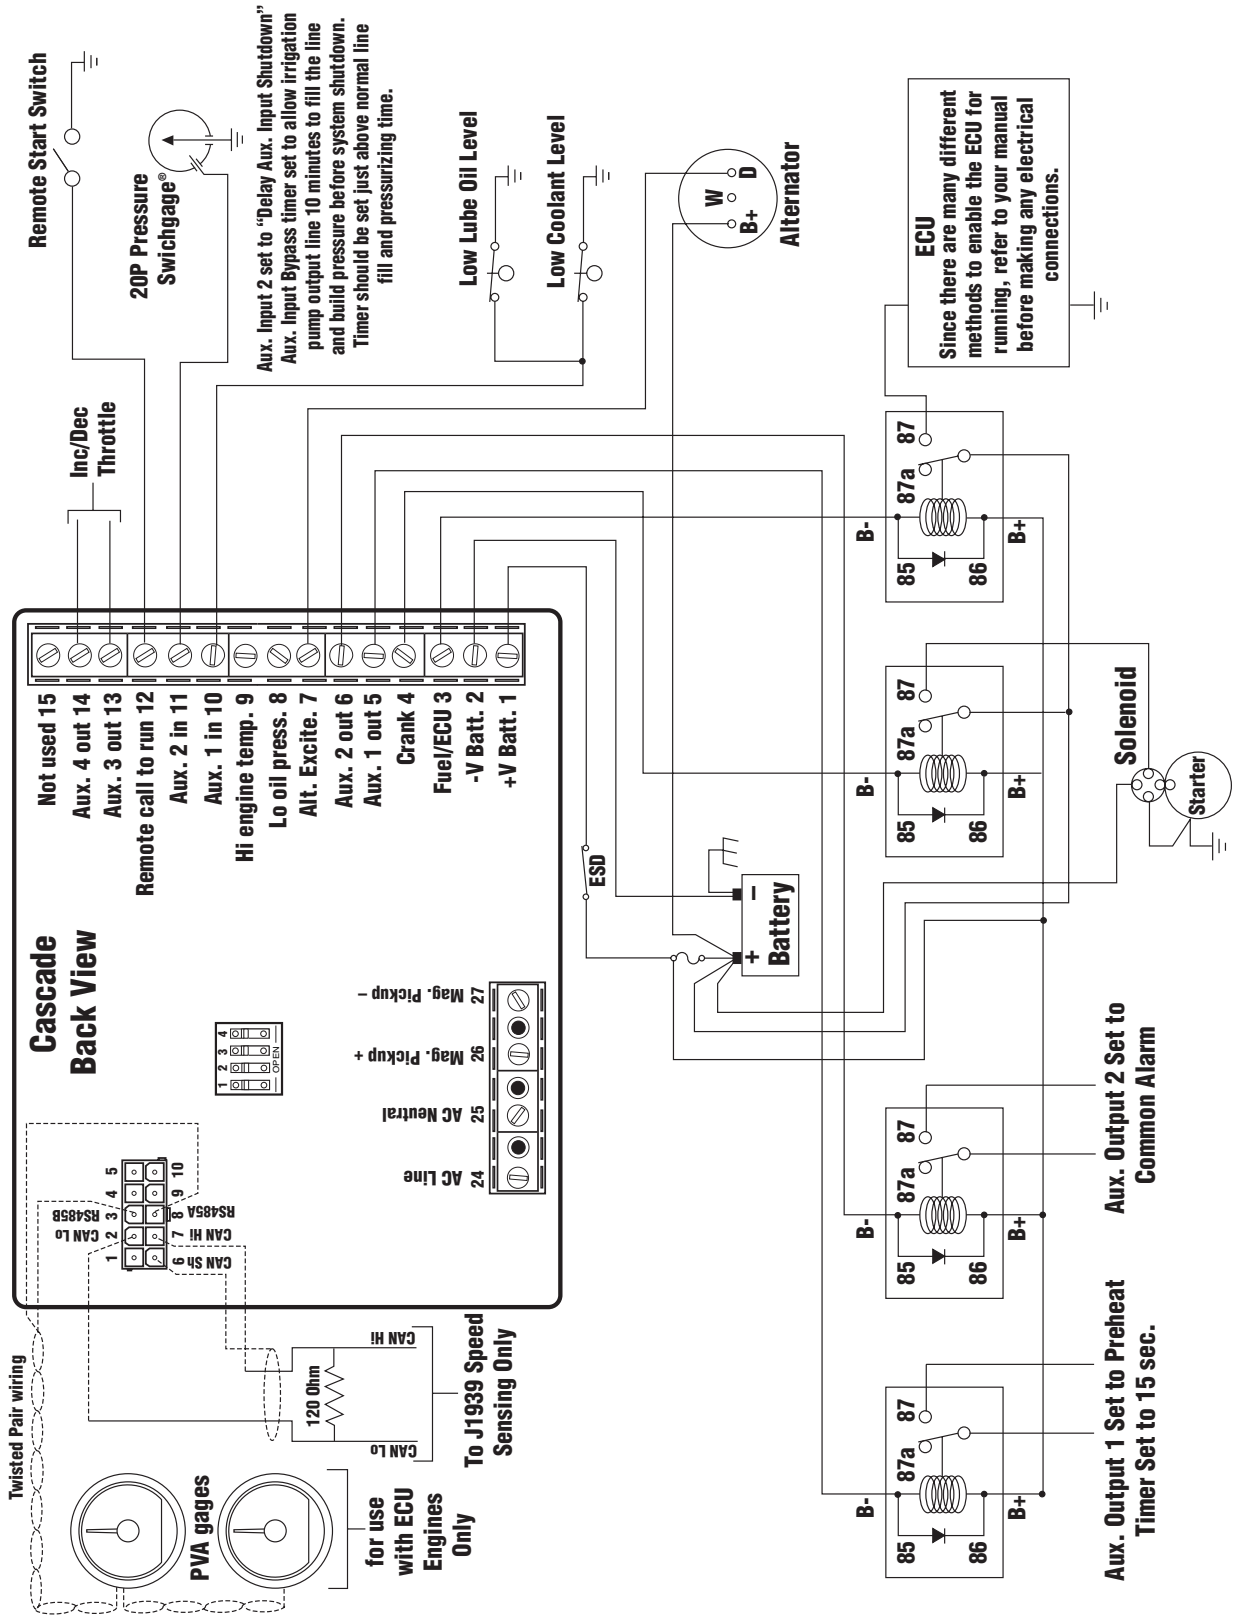 Twisted Pair wiring
PVA gages
for use
with ECU
Engines
Only
CAN Lo
120 Ohm
CAN Hi
To J1939 Speed
Sensing Only
Cascade
Back View
1 2 3 4 5
CAN Lo
RS485B
6 7 8 9 10
CAN Sh
CAN Hi
RS485A
1 2 3 4
OPEN
24 25 26 27
AC Line
AC Neutral
Mag. Pickup +
Mag. Pickup –
Not used 15
Aux. 4 out 14
Aux. 3 out 13
Remote call to run 12
Aux. 2 in 11
Aux. 1 in 10
Hi engine temp. 9
Lo oil press. 8
Alt. Excite. 7
Aux. 2 out 6
Aux. 1 out 5
Crank 4
Fuel/ECU 3
-V Batt. 2
+V Batt. 1
Inc/Dec
Throttle
Remote Start Switch
20P Pressure
Swichgage®
Aux. Input 2 set to “Delay Aux. Input Shutdown”
Aux. Input Bypass timer set to allow irrigation
pump output line 10 minutes to fill the line
and build pressure before system shutdown.
Timer should be set just above normal line
fill and pressurizing time.
Low Lube Oil Level
Low Coolant Level
B+
W
D
Alternator
ESD
+ –
Battery
B-
85
87a
87
86
B+
Aux. Output 1 Set to Preheat
Timer Set to 15 sec.
B-
85
87a
87
86
B+
Aux. Output 2 Set to
Common Alarm
B-
85
87a
87
86
B+
Solenoid
Starter
B-
85
87a
87
86
B+
ECU
Since there are many different
methods to enable the ECU for
running, refer to your manual
before making any electrical
connections.